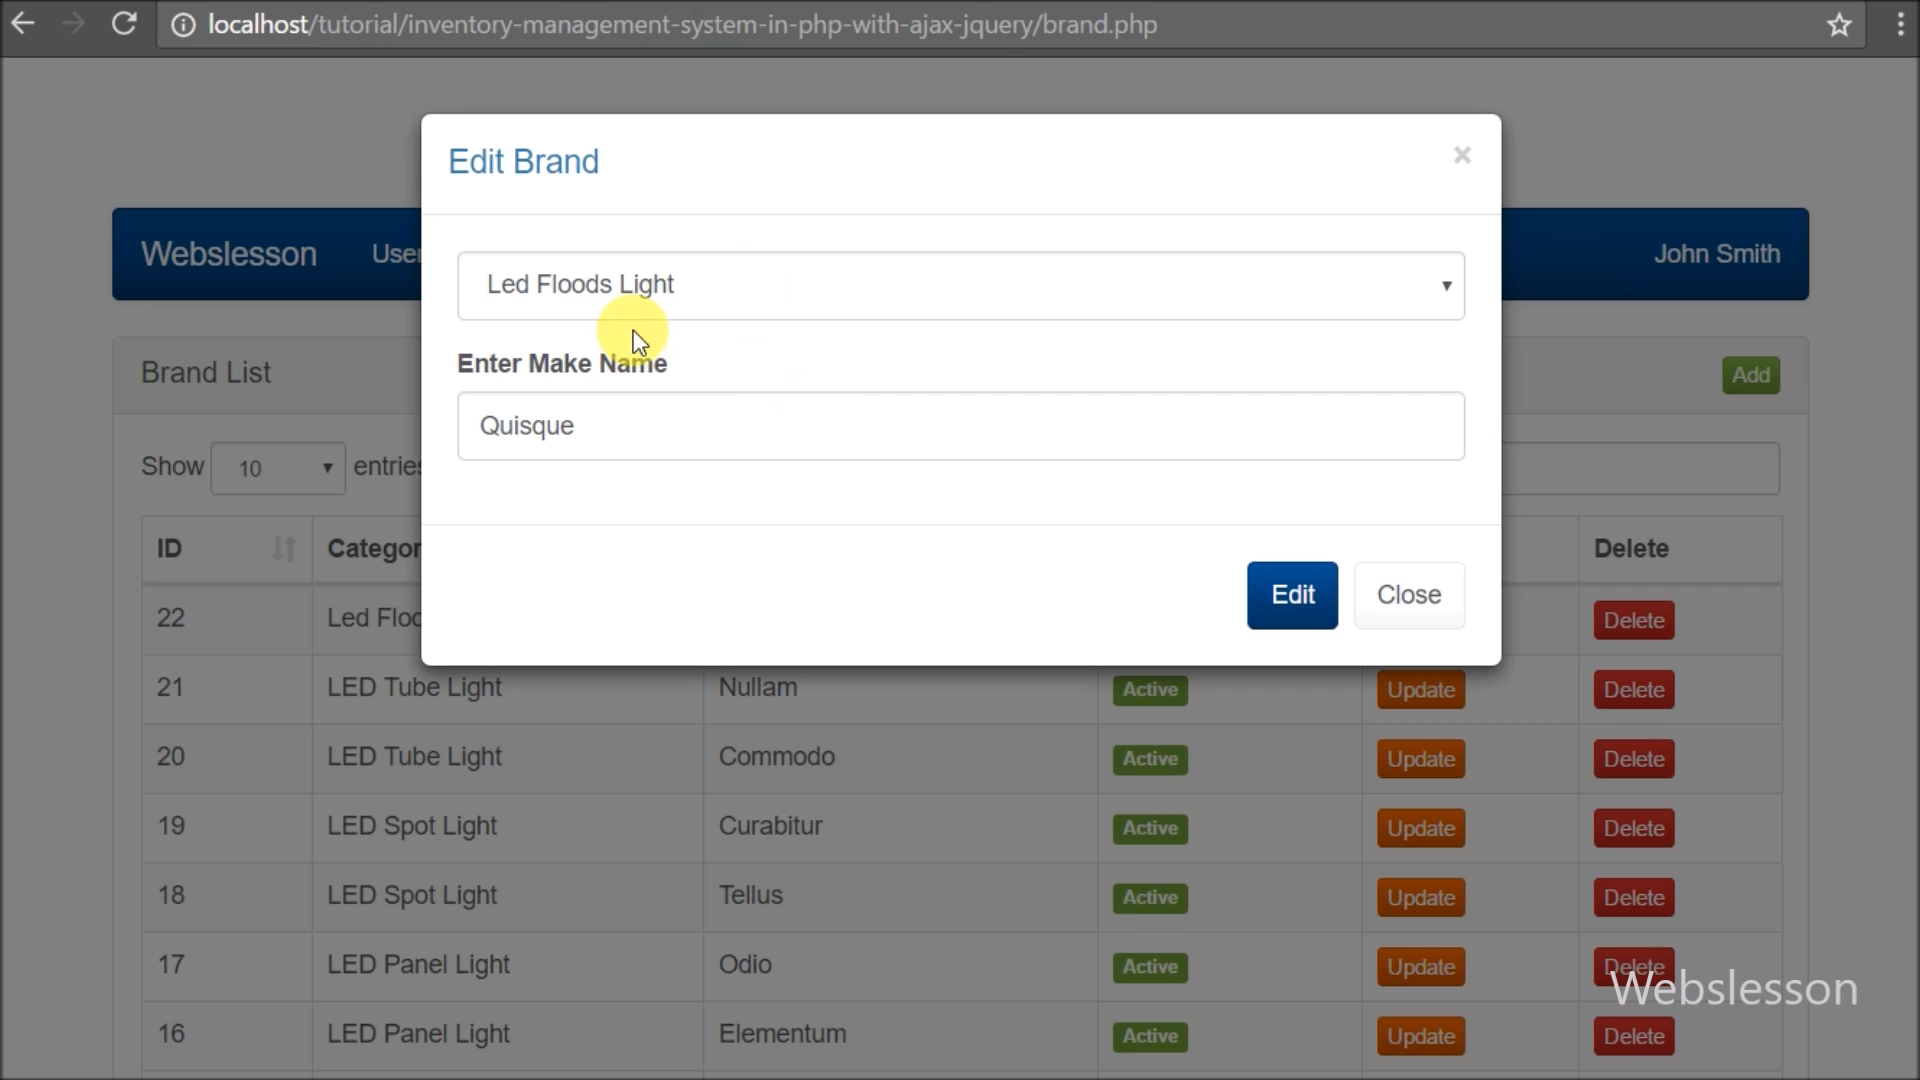 localhost/tutorial/inventory-management-system-in-php-with-ajax-jquery/brand.php
Edit Brand ×
Webslesson User John Smith
Led Floods Light
Enter Make Name
Brand List Add
Quisque
Show 10 entries
ID Categor Delete
Edit Close
22 Led Floo Delete
21 LED Tube Light Nullam Active Update Delete
20 LED Tube Light Commodo Active Update Delete
19 LED Spot Light Curabitur Active Update Delete
18 LED Spot Light Tellus Active Update Delete
17 LED Panel Light Odio Active Update Delete
Webslesson
16 LED Panel Light Elementum Active Update Delete